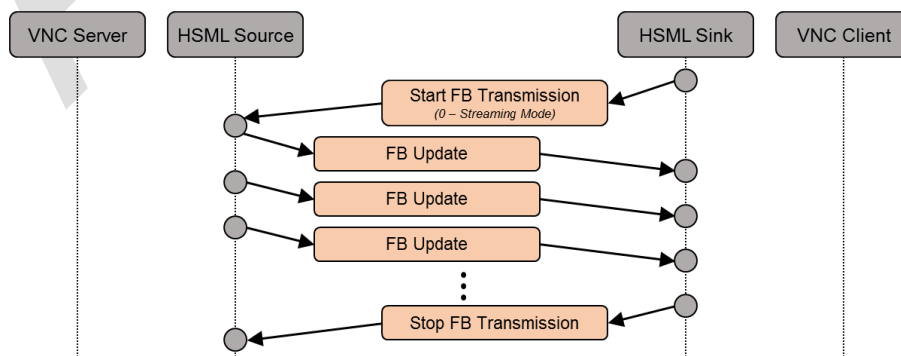 VNC Server
HSML Source
HSML Sink
VNC Client
Start FB Transmission
(0 – Streaming Mode)
FB Update
FB Update
FB Update
Stop FB Transmission